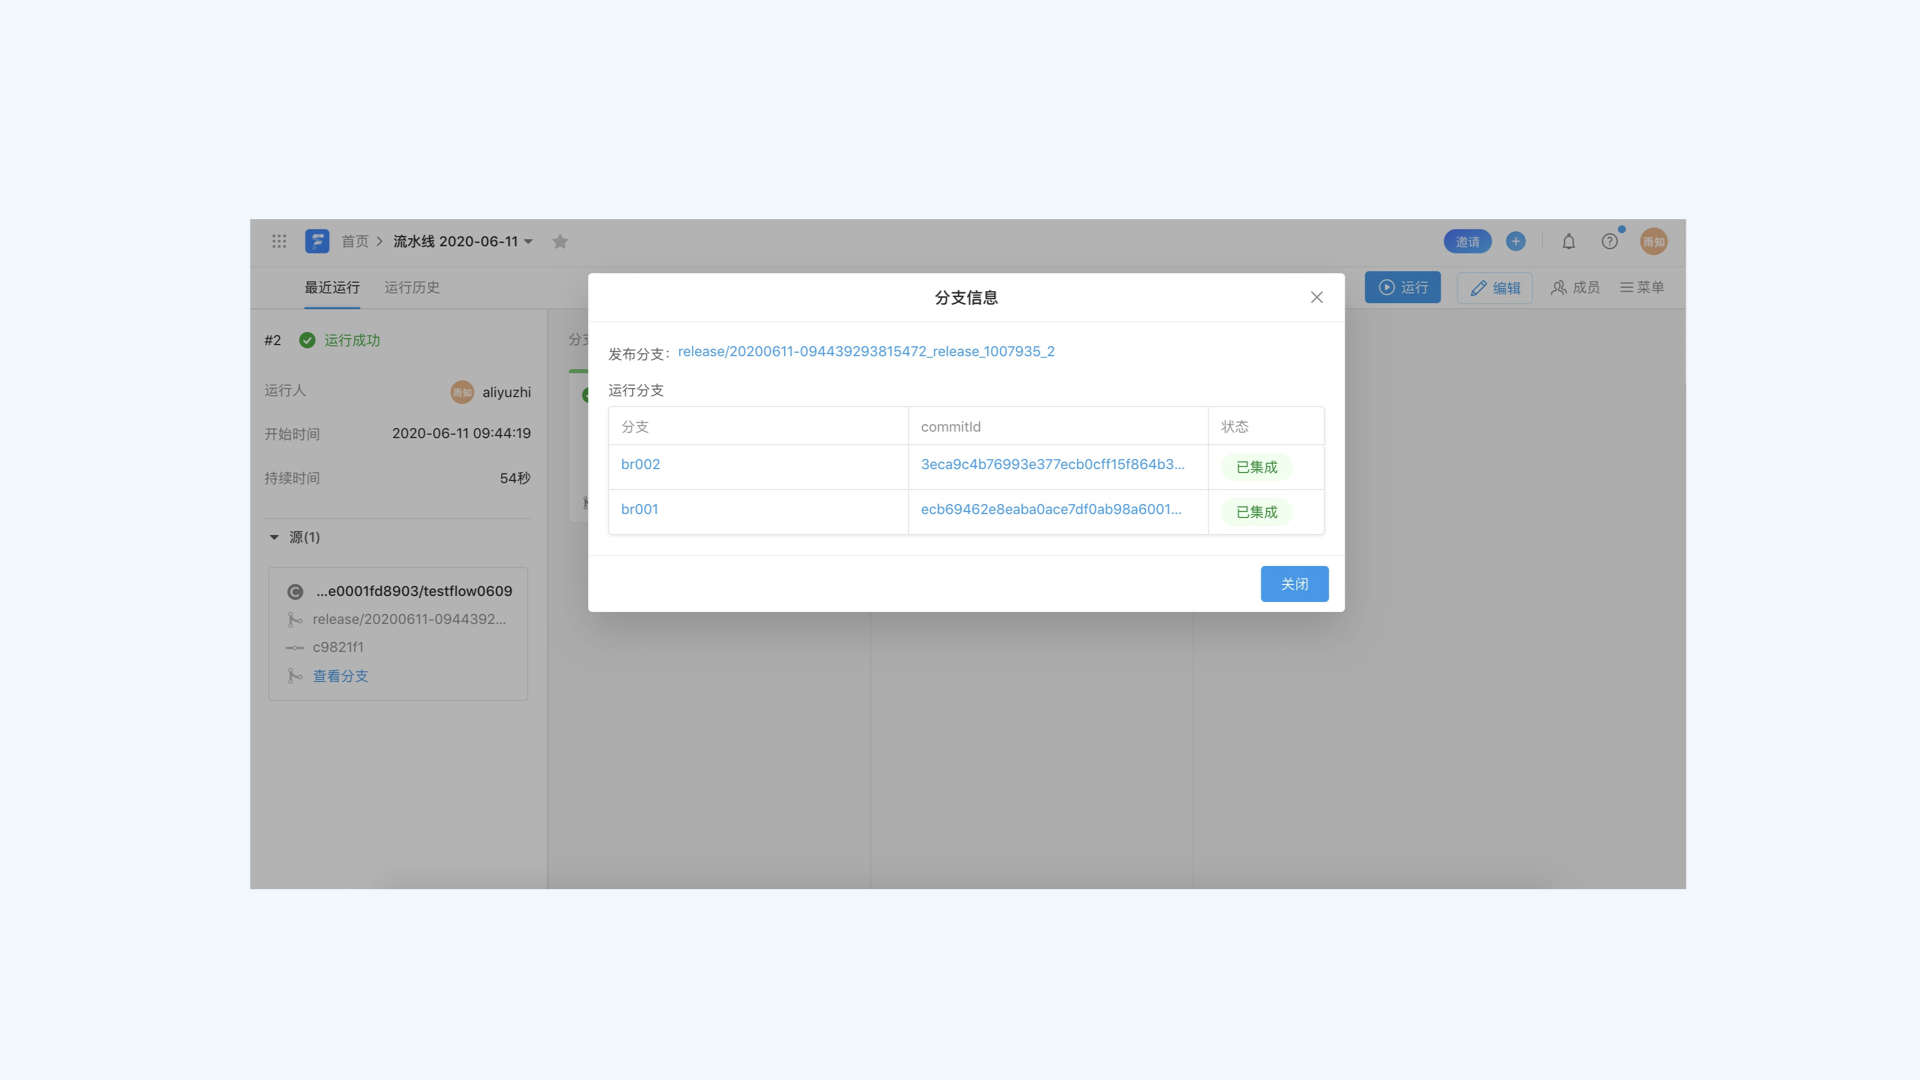 首页 > 流水线 2020-06-11
邀请
雨知
最近运行 运行历史
运行 编辑 成员 菜单
#2 运行成功
运行人 雨知 aliyuzhi
开始时间 2020-06-11 09:44:19
持续时间 54秒
源(1)
...e0001fd8903/testflow0609
release/20200611-0944392...
c9821f1
查看分支
分支信息
发布分支: release/20200611-094439293815472_release_1007935_2
运行分支
分支 commitId 状态
br002 3eca9c4b76993e377ecb0cff15f864b3... 已集成
br001 ecb69462e8eaba0ace7df0ab98a6001... 已集成
关闭